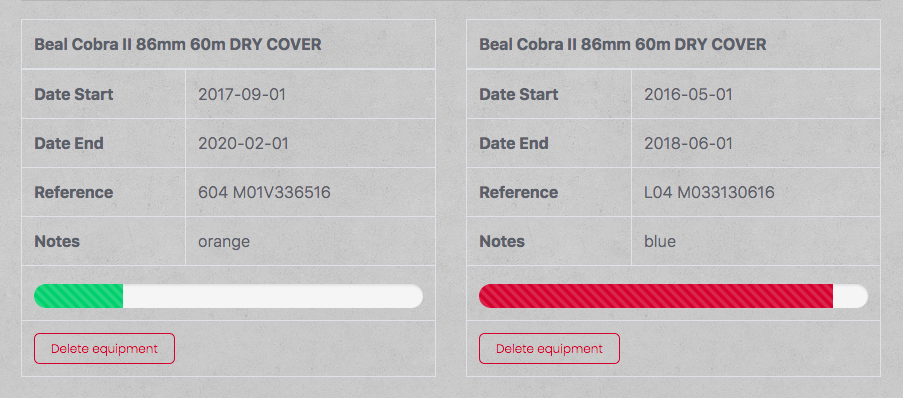 Beal Cobra II 86mm 60m DRY COVER
Date Start 2017-09-01
Date End 2020-02-01
Reference 604 M01V336516
Notes orange
Delete equipment
Beal Cobra II 86mm 60m DRY COVER
Date Start 2016-05-01
Date End 2018-06-01
Reference L04 M033130616
Notes blue
Delete equipment